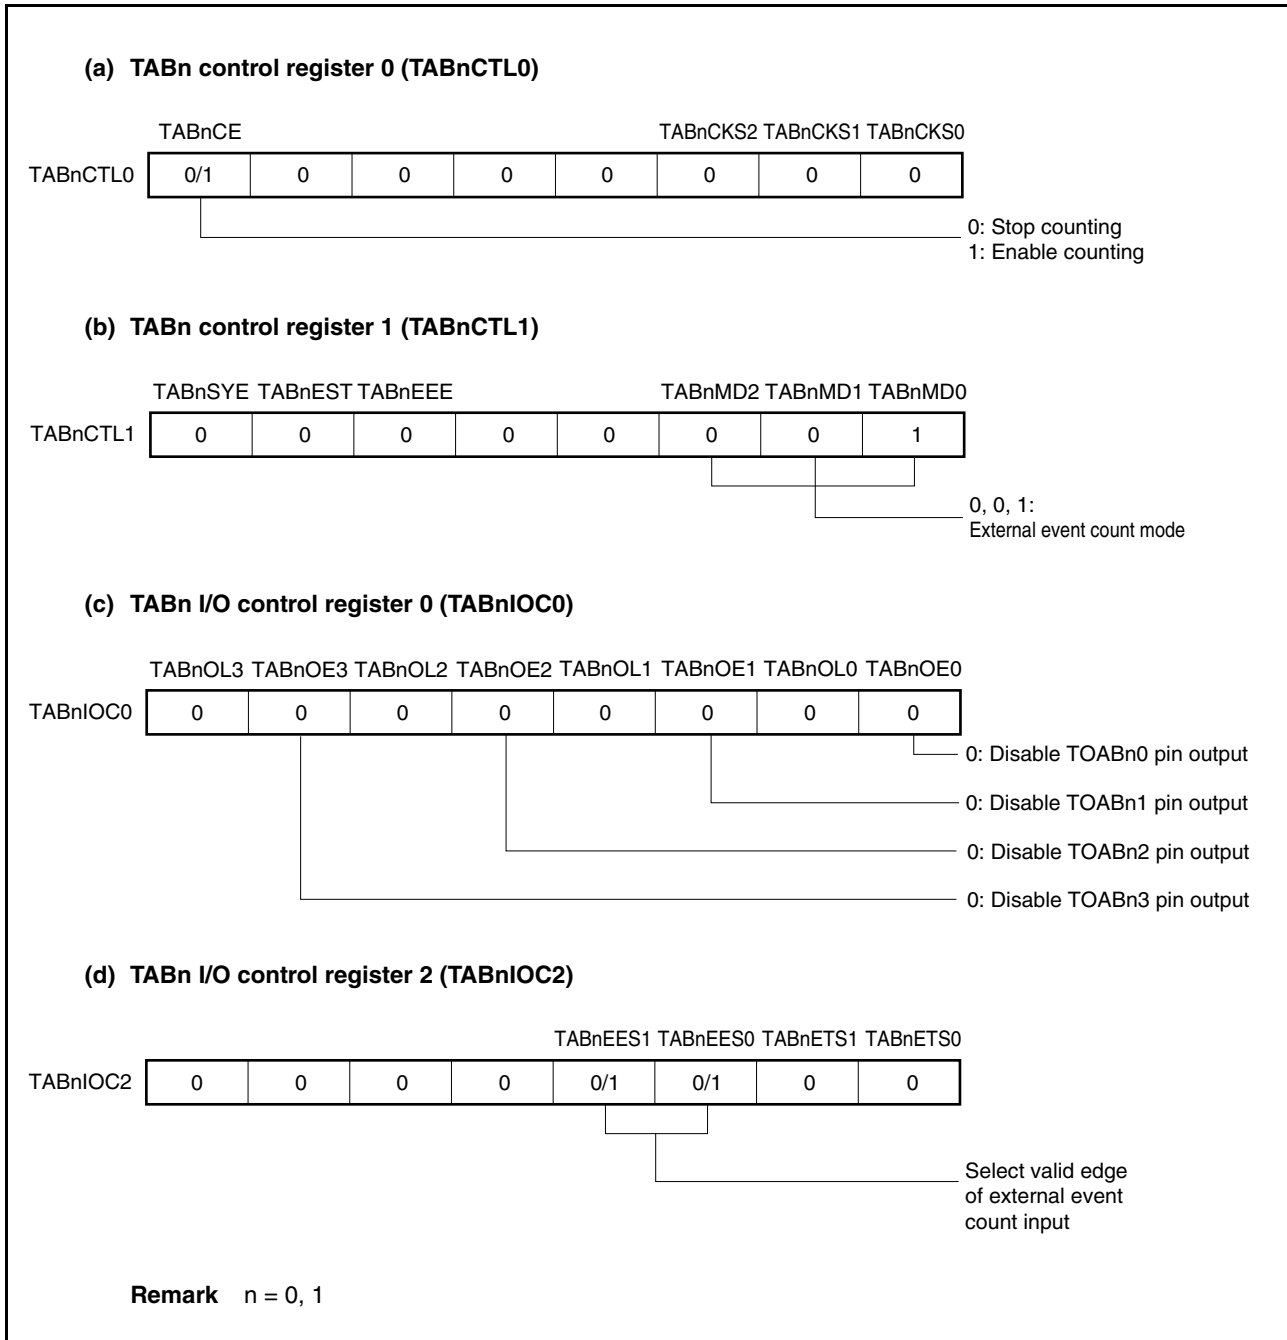 (a) TABn control register 0 (TABnCTL0)
TABnCE TABnCKS2 TABnCKS1 TABnCKS0
TABnCTL0 0/1 0 0 0 0 0 0 0
0: Stop counting
1: Enable counting
(b) TABn control register 1 (TABnCTL1)
TABnSYE TABnEST TABnEEE TABnMD2 TABnMD1 TABnMD0
TABnCTL1 0 0 0 0 0 0 0 1
0, 0, 1:
External event count mode
(c) TABn I/O control register 0 (TABnIOC0)
TABnOL3 TABnOE3 TABnOL2 TABnOE2 TABnOL1 TABnOE1 TABnOL0 TABnOE0
TABnIOC0 0 0 0 0 0 0 0 0
0: Disable TOABn0 pin output
0: Disable TOABn1 pin output
0: Disable TOABn2 pin output
0: Disable TOABn3 pin output
(d) TABn I/O control register 2 (TABnIOC2)
TABnEES1 TABnEES0 TABnETS1 TABnETS0
TABnIOC2 0 0 0 0 0/1 0/1 0 0
Select valid edge
of external event
count input
Remark n = 0, 1